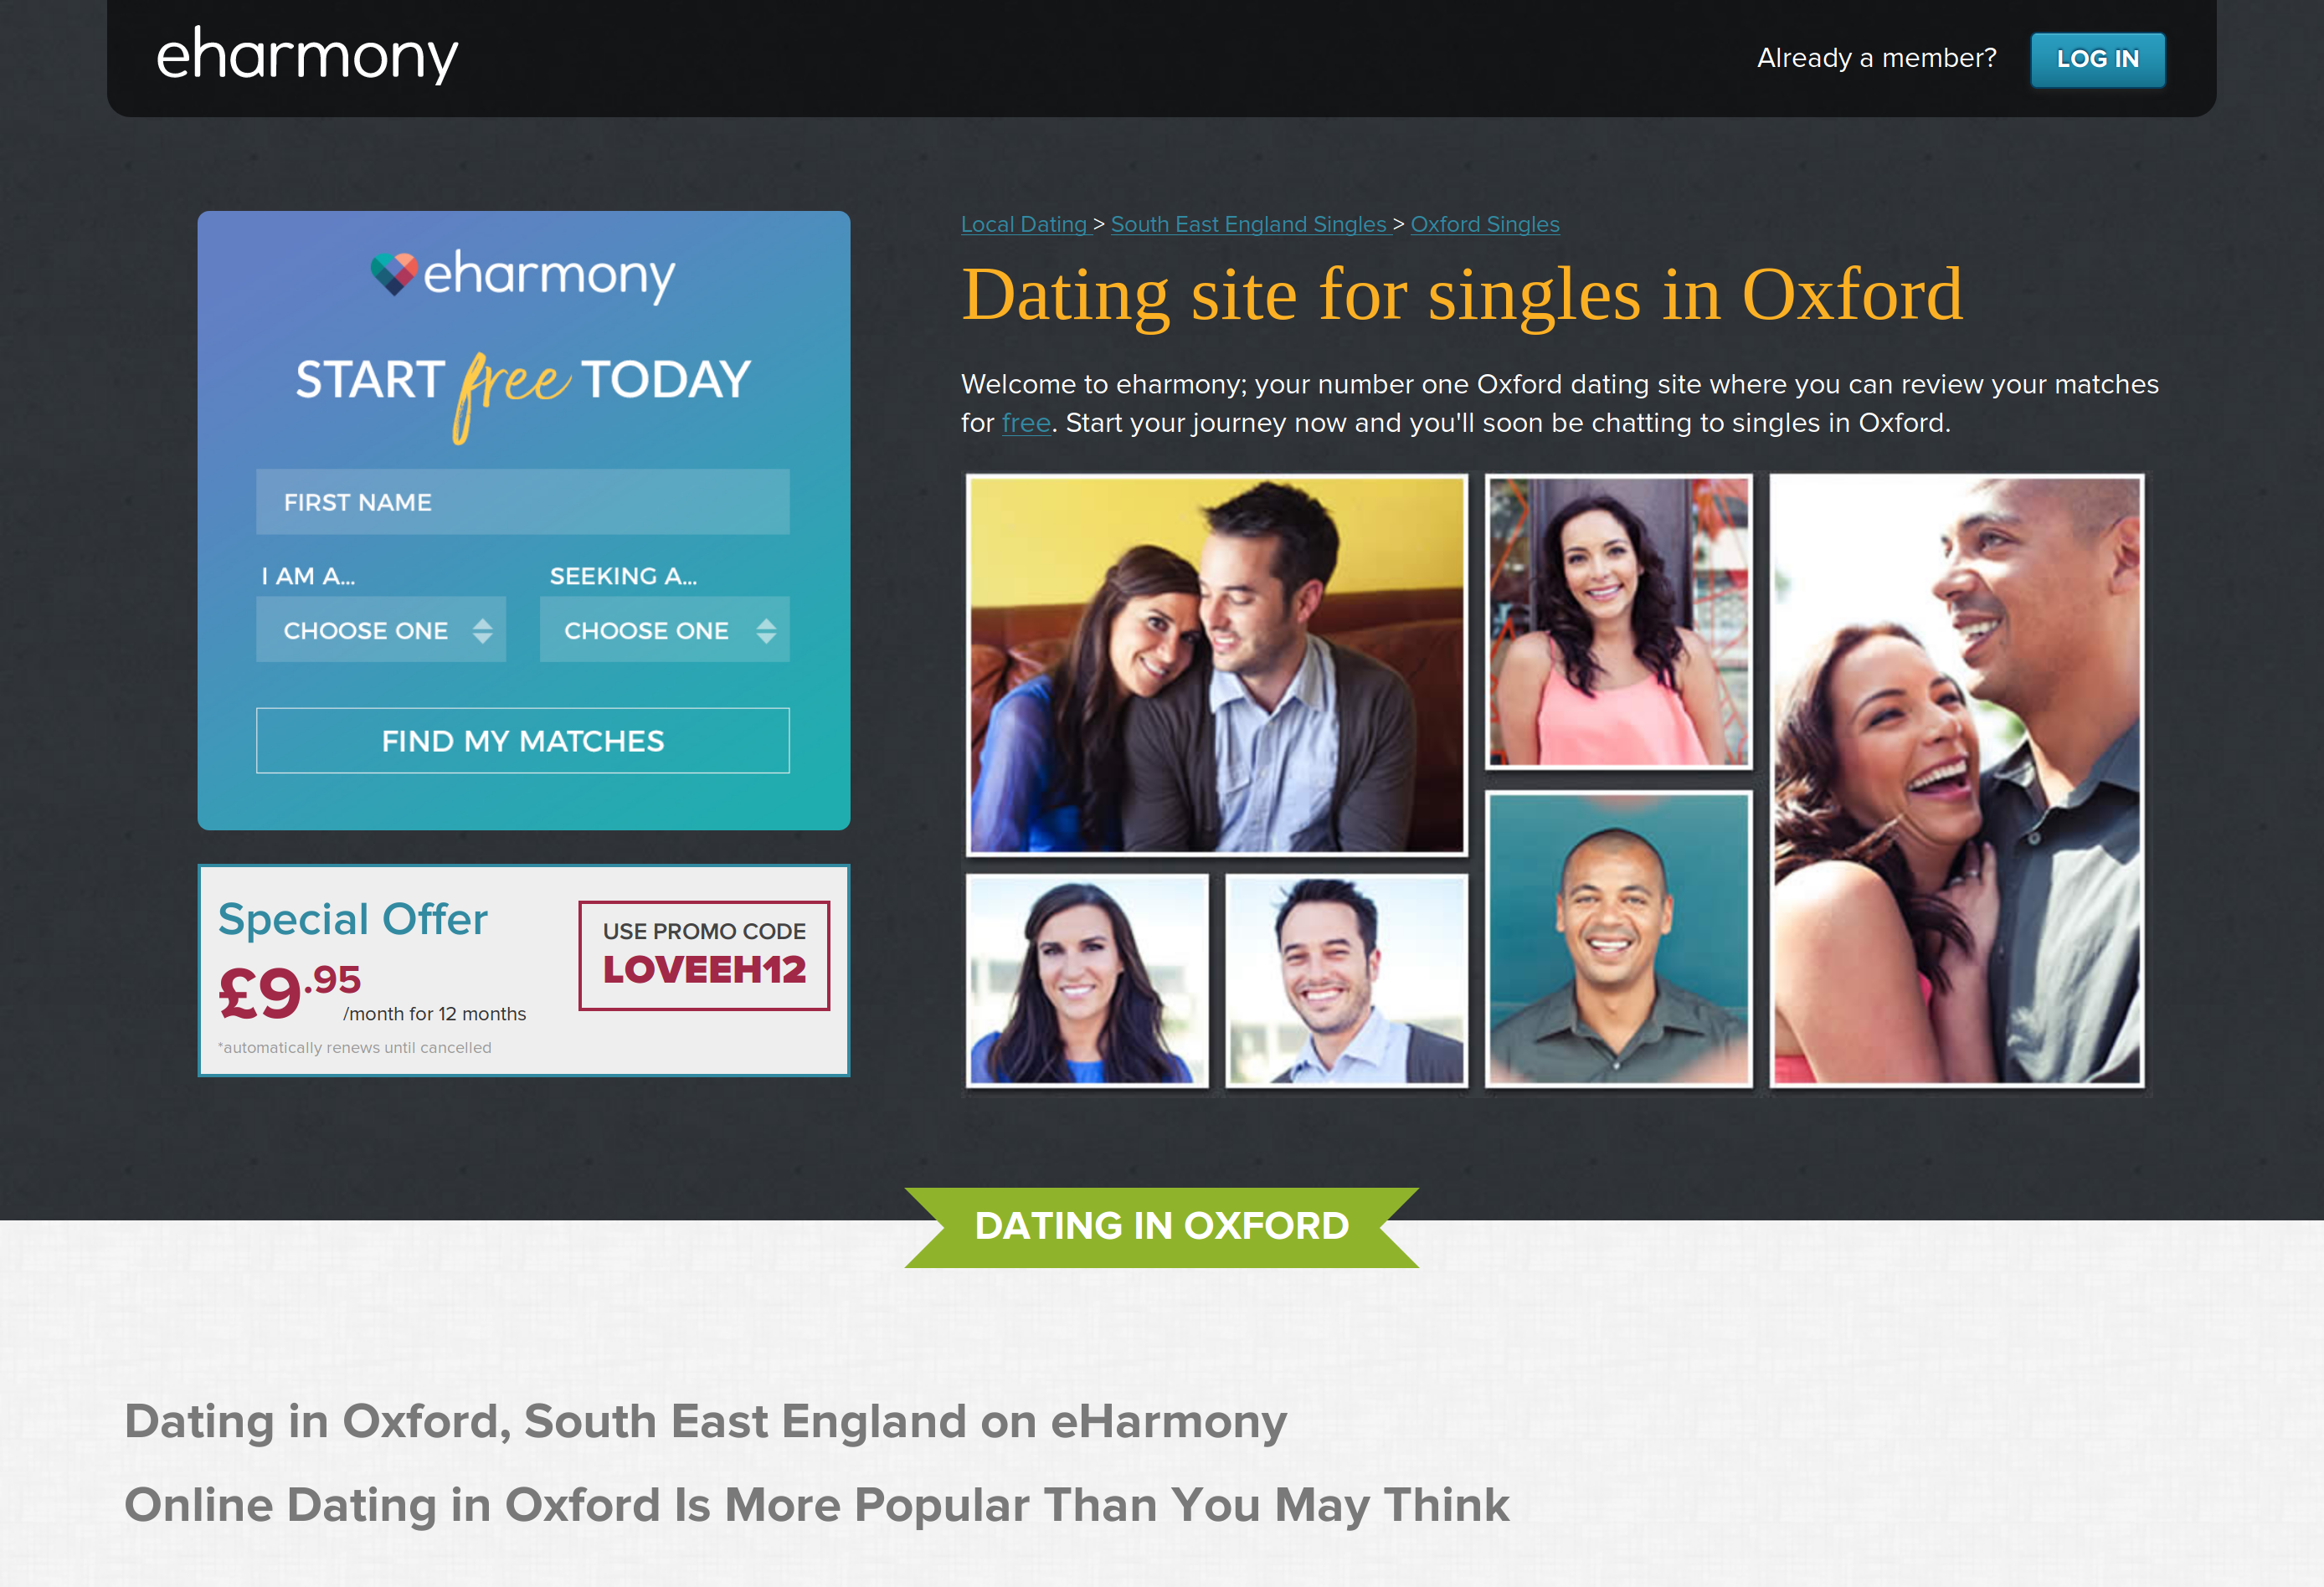 eharmony
Already a member?
LOG IN
eharmony
START free TODAY
FIRST NAME
I AM A...
SEEKING A...
CHOOSE ONE
CHOOSE ONE
FIND MY MATCHES
Special Offer
£9.95
/month for 12 months
*automatically renews until cancelled
USE PROMO CODE
LOVEEH12
Local Dating > South East England Singles > Oxford Singles
Dating site for singles in Oxford
Welcome to eharmony; your number one Oxford dating site where you can review your matches
for free. Start your journey now and you'll soon be chatting to singles in Oxford.
DATING IN OXFORD
Dating in Oxford, South East England on eHarmony
Online Dating in Oxford Is More Popular Than You May Think